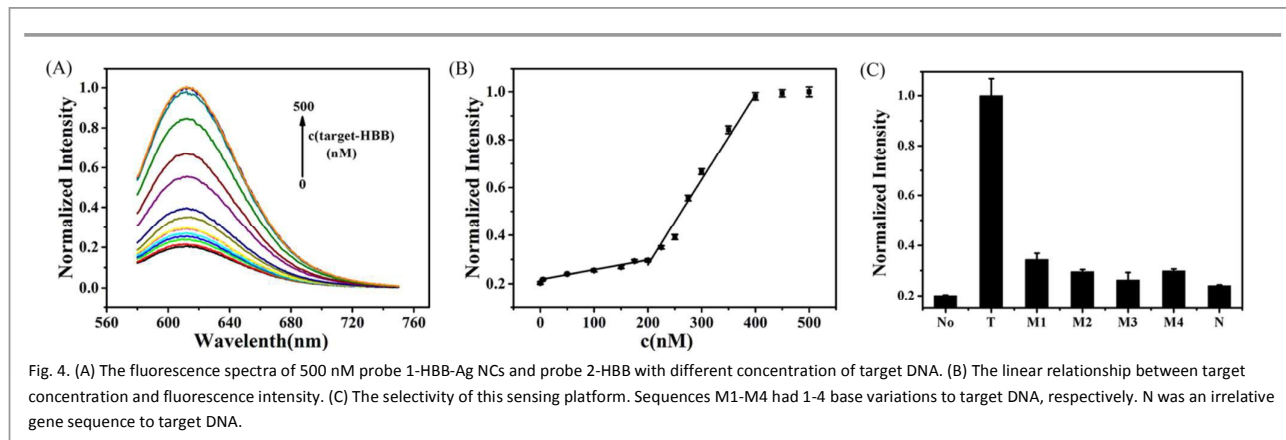 (A)
1.0
0.8
0.6
0.4
0.2
0.0
Normalized Intensity
500
c(target-HBB)
(nM)
0
560 600 640 680 720 760
Wavelenth(nm)
(B)
1.0
0.8
0.6
0.4
0.2
Normalized Intensity
0 100 200 300 400 500
c(nM)
(C)
1.0
0.8
0.6
0.4
0.2
Normalized Intensity
No T M1 M2 M3 M4 N
Fig. 4. (A) The fluorescence spectra of 500 nM probe 1-HBB-Ag NCs and probe 2-HBB with different concentration of target DNA. (B) The linear relationship between target
concentration and fluorescence intensity. (C) The selectivity of this sensing platform. Sequences M1-M4 had 1-4 base variations to target DNA, respectively. N was an irrelative
gene sequence to target DNA.